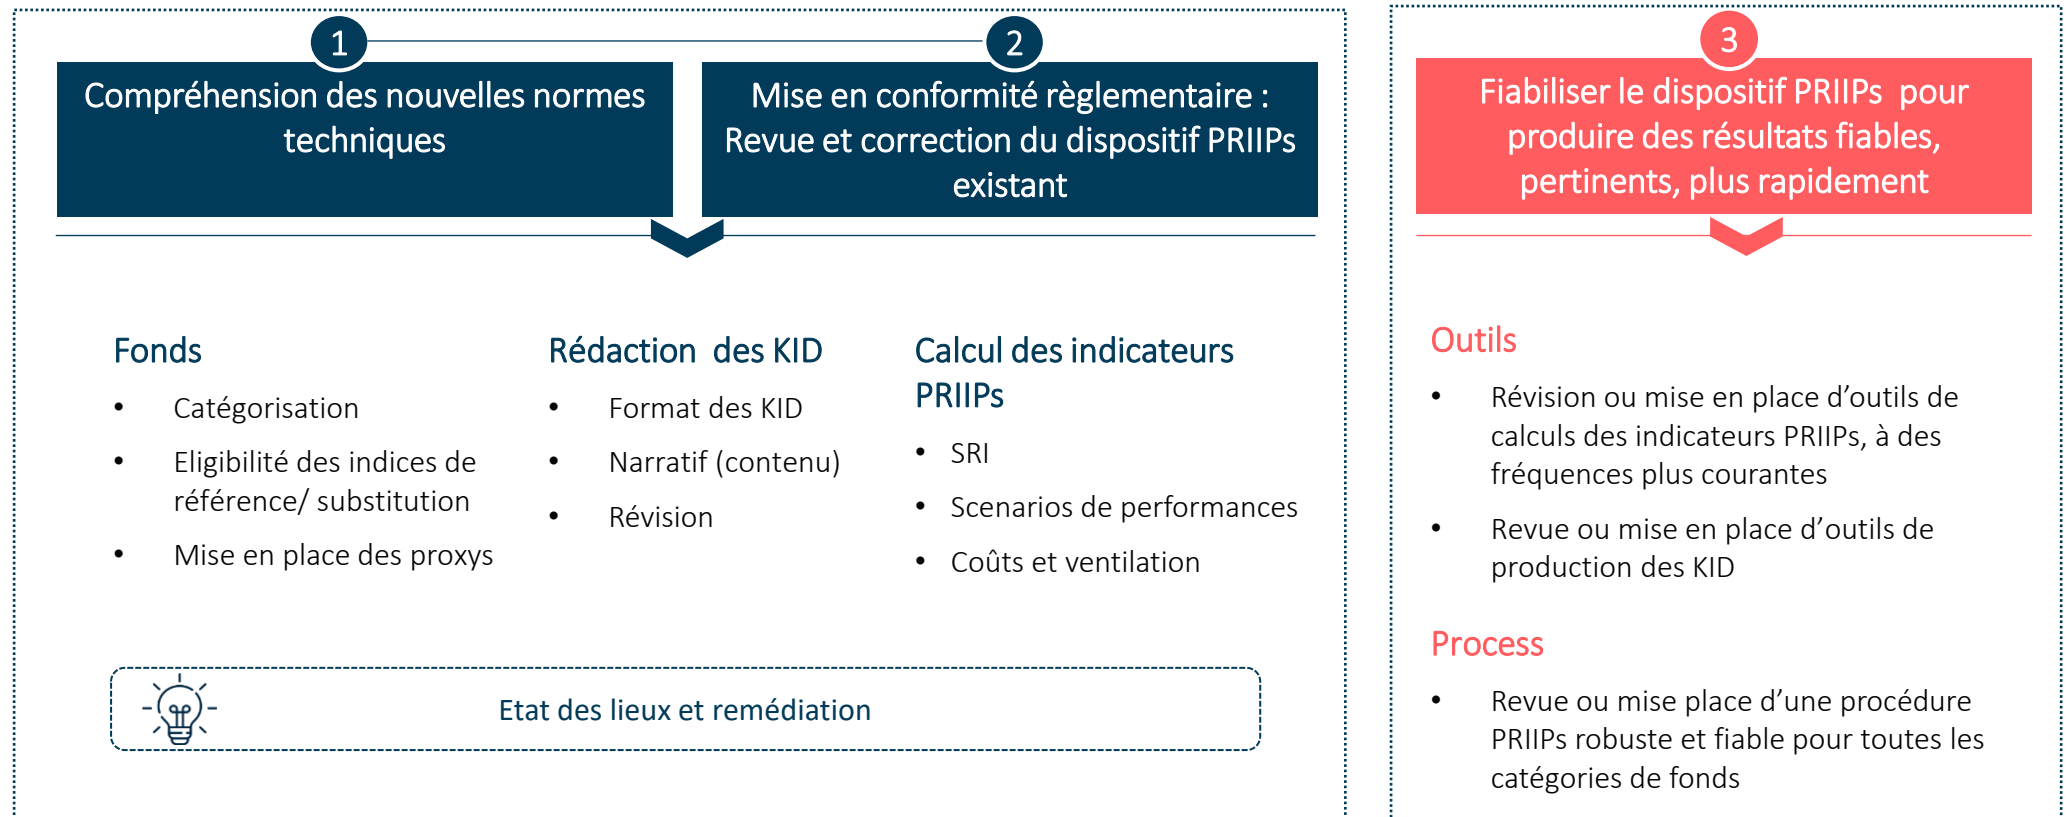 1
Compréhension des nouvelles normes
techniques
2
Mise en conformité règlementaire :
Revue et correction du dispositif PRIIPs
existant
Fonds
• Catégorisation
• Eligibilité des indices de
référence/ substitution
• Mise en place des proxys
Rédaction des KID
• Format des KID
• Narratif (contenu)
• Révision
Calcul des indicateurs
PRIIPs
• SRI
• Scenarios de performances
• Coûts et ventilation
Etat des lieux et remédiation
3
Fiabiliser le dispositif PRIIPs pour
produire des résultats fiables,
pertinents, plus rapidement
Outils
• Révision ou mise en place d’outils de
calculs des indicateurs PRIIPs, à des
fréquences plus courantes
• Revue ou mise en place d’outils de
production des KID
Process
• Revue ou mise place d’une procédure
PRIIPs robuste et fiable pour toutes les
catégories de fonds